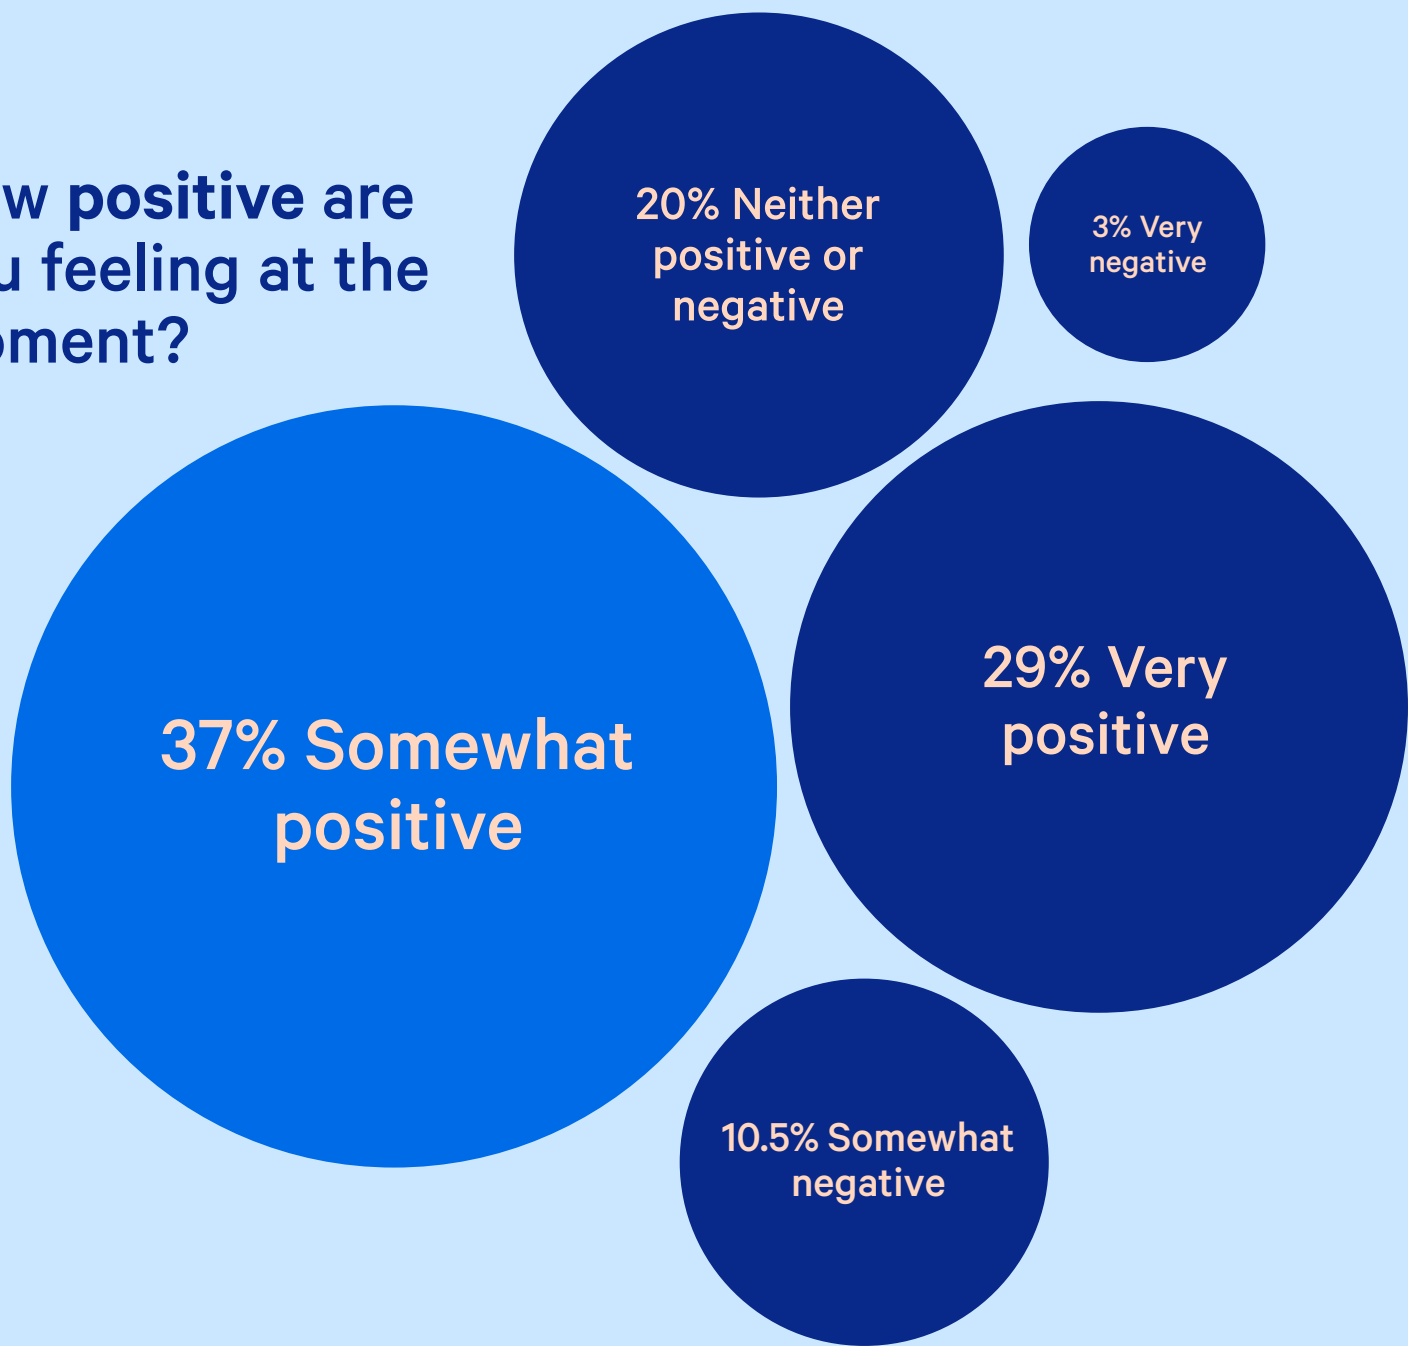 w positive are
u feeling at the
oment?
20% Neither
positive or
negative
3% Very
negative
37% Somewhat
positive
29% Very
positive
10.5% Somewhat
negative